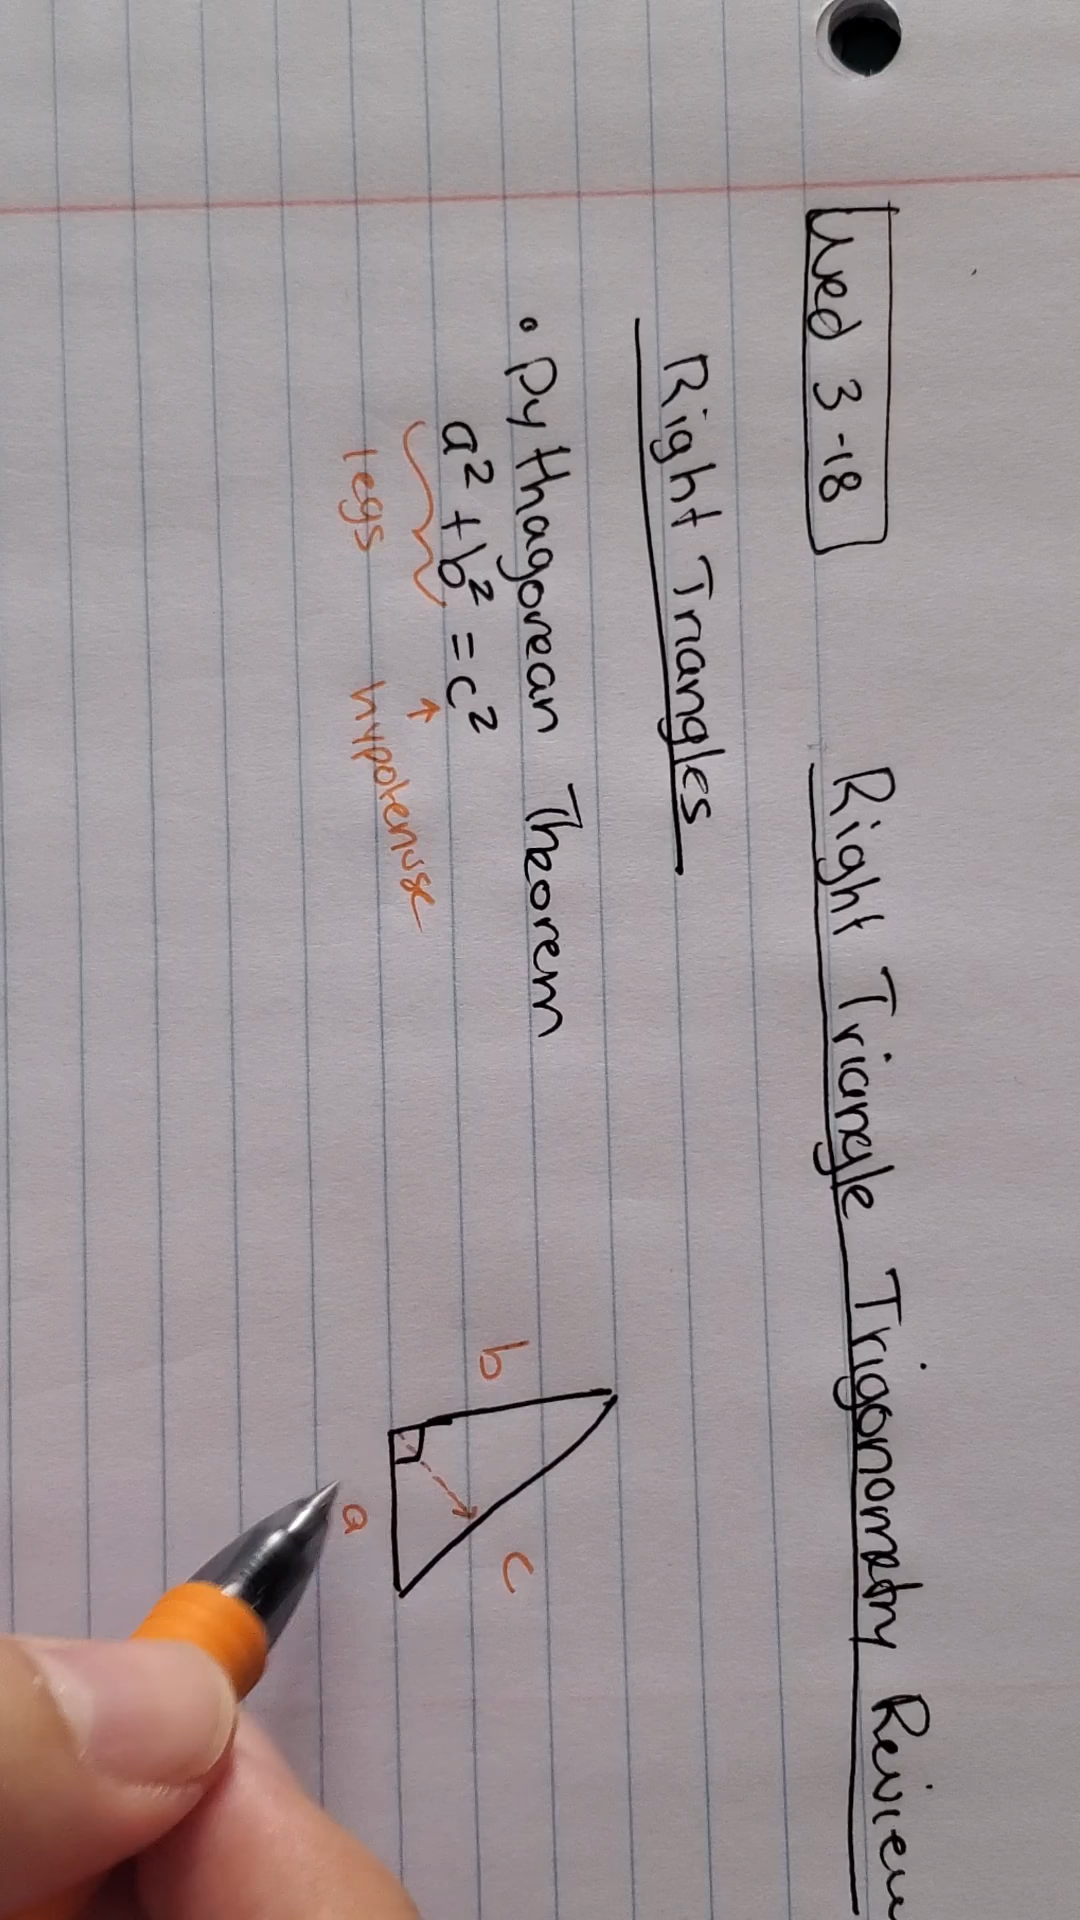 Wed 3-18
Right Triangle Trigonometry Review
Right Triangles
• Pythagorean Theorem
a² + b² = c²
legs ↑ hypotenuse
b
c
a